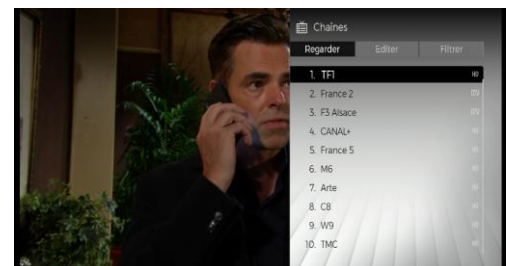 Chaînes
Regarder Editer Filtrer
1. TF1 HD
2. France 2
3. F3 Alsace
4. CANAL+
5. France 5
6. M6
7. Arte
8. C8
9. W9
10. TMC